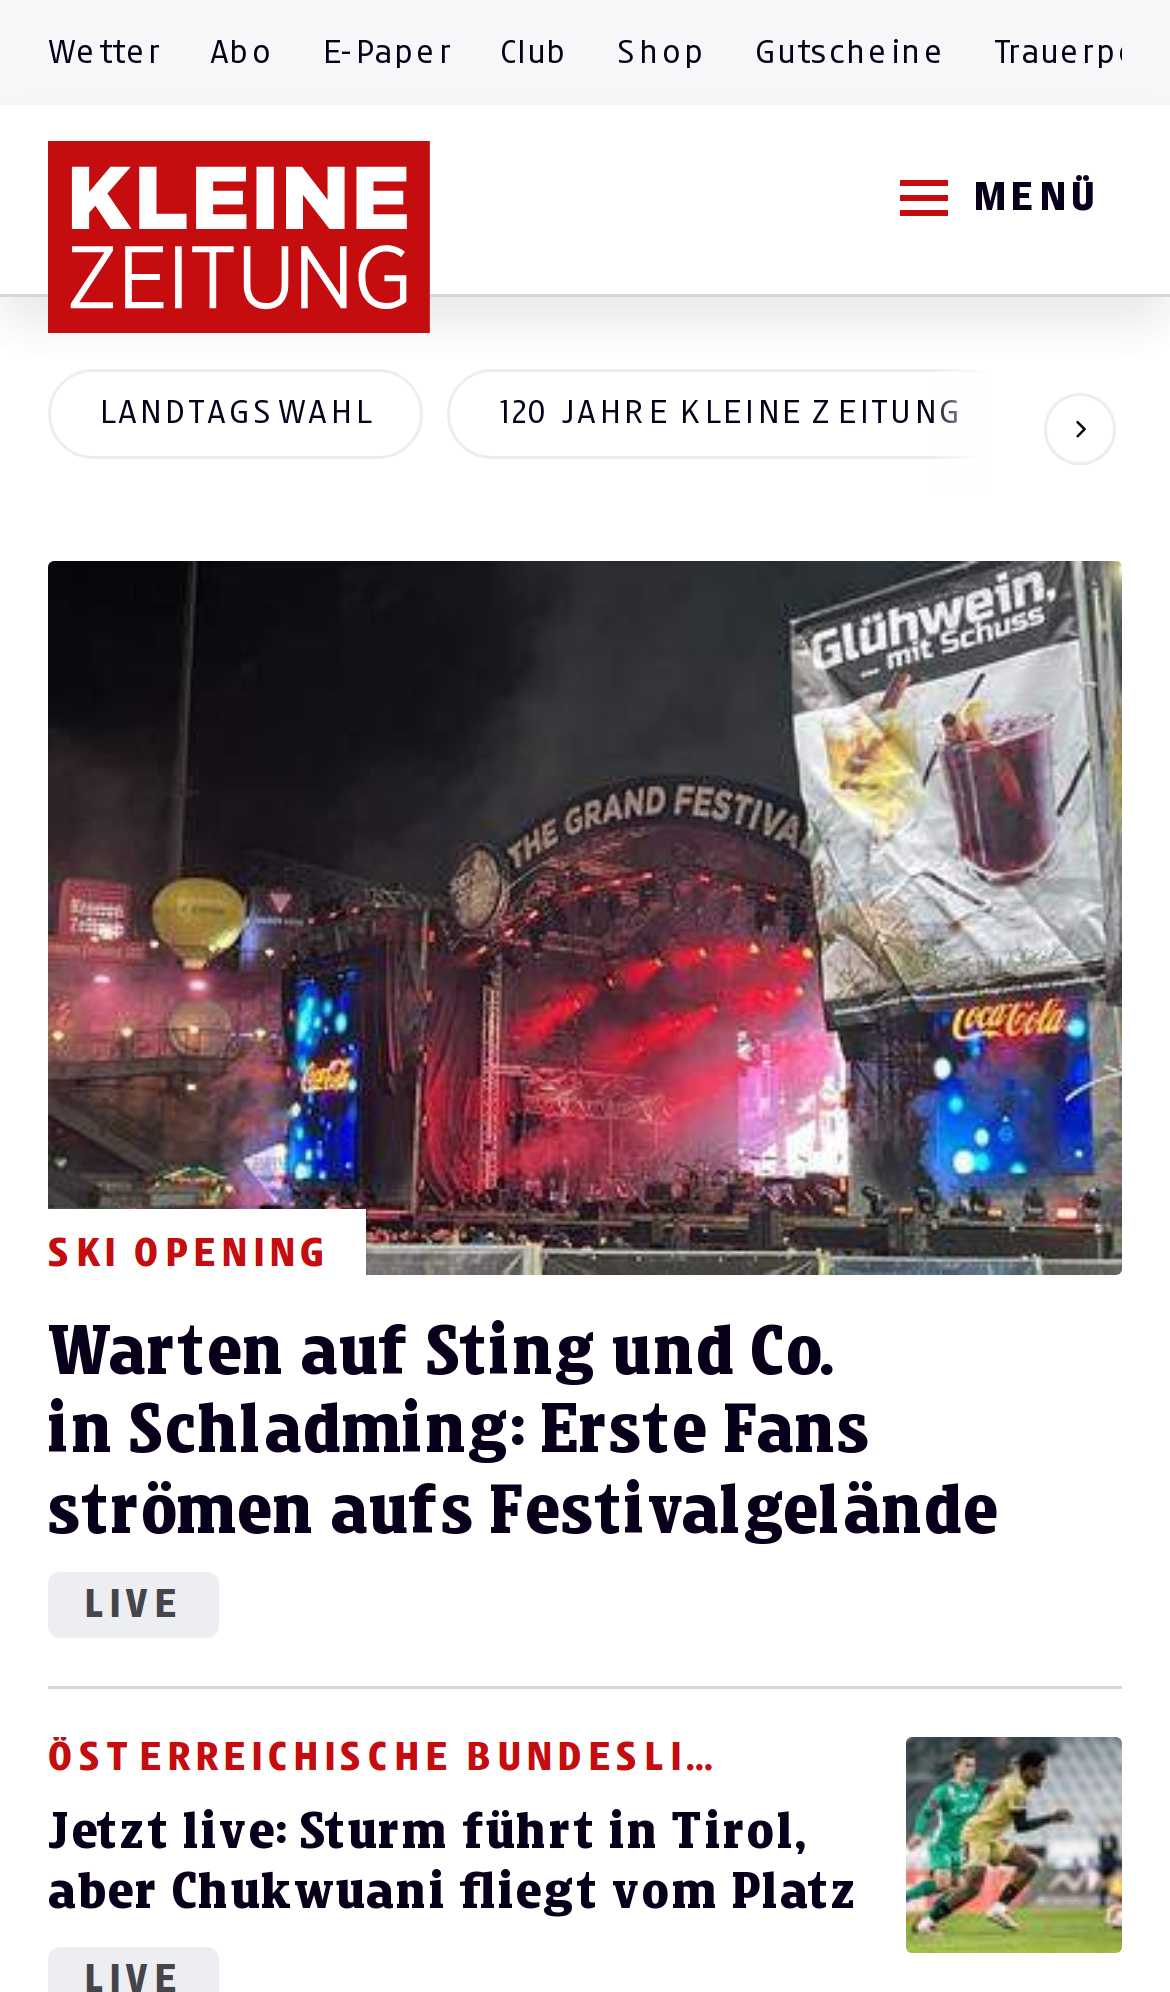 Wetter Abo E-Paper Club Shop Gutscheine
KLEINE
ZEITUNG
MENÜ
LANDTAGSWAHL 120 JAHRE KLEINE ZEITUNG
Glühwein,
– mit Schuss
THE GRAND FESTIVA
Coca-Cola
Coca-Cola
SKI OPENING
Warten auf Sting und Co.
in Schladming: Erste Fans
strömen aufs Festivalgelände
LIVE
ÖSTERREICHISCHE BUNDESLI...
Jetzt live: Sturm führt in Tirol,
aber Chukwuani fliegt vom Platz
LIVE